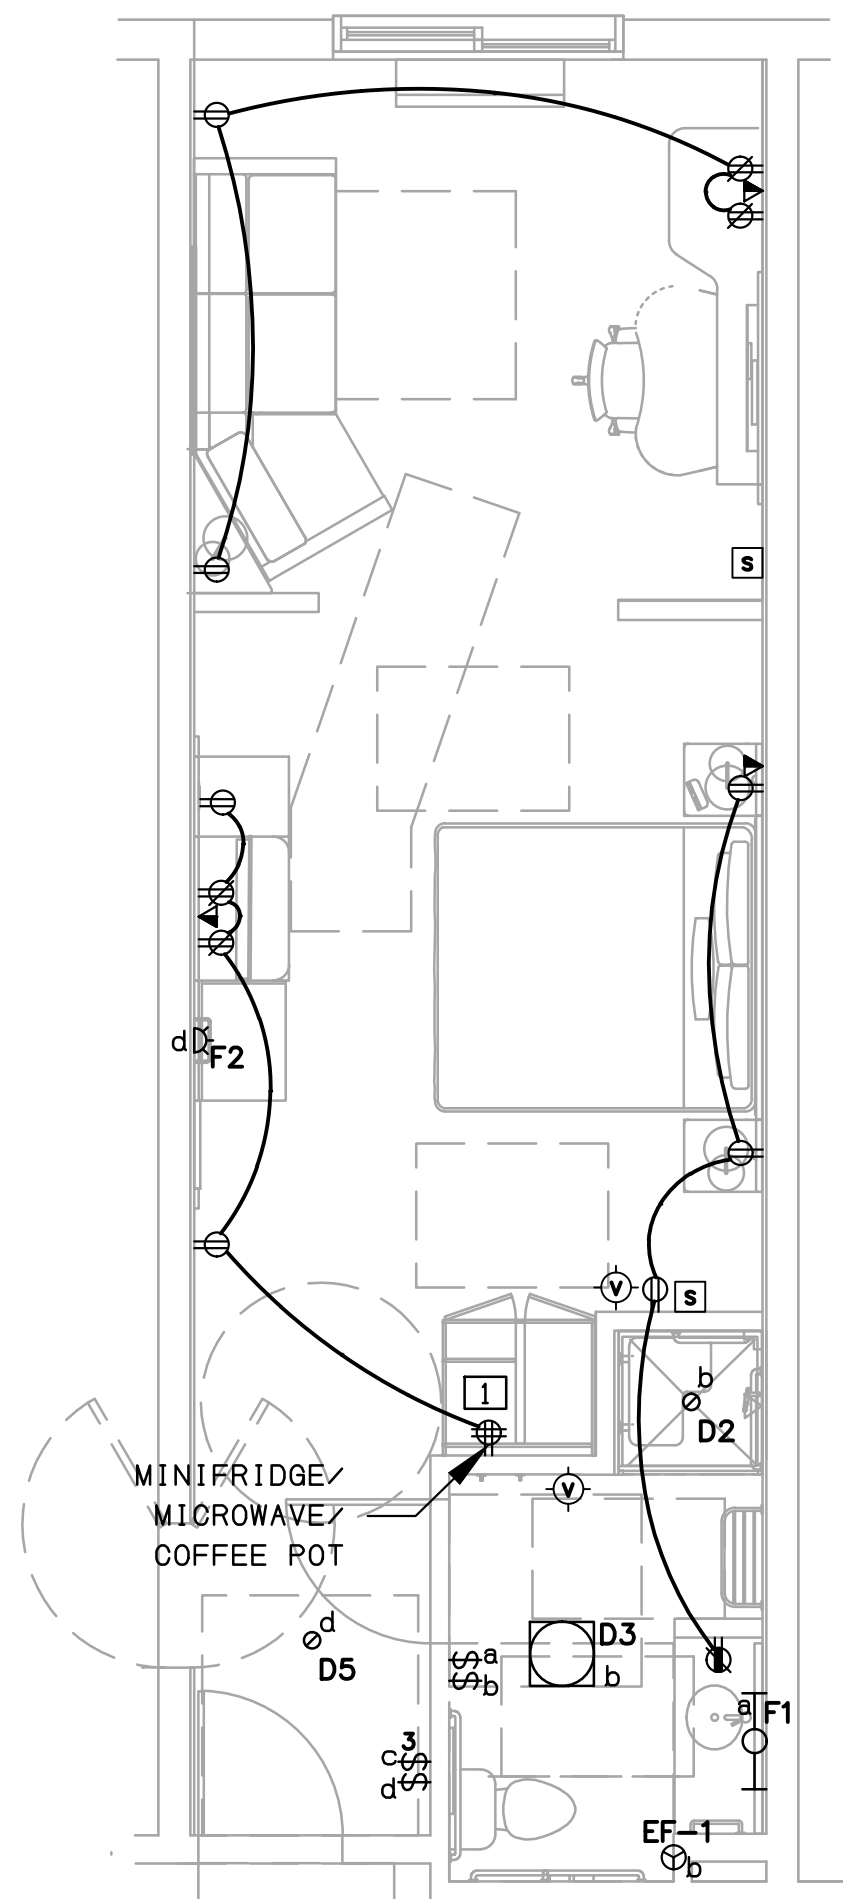 S
d
F2
V
S
1
b
D2
MINIFRIDGE/
MICROWAVE/
COFFEE POT
V
d
D5
a
b
D3
b
3
c
d
a
F1
EF-1
b